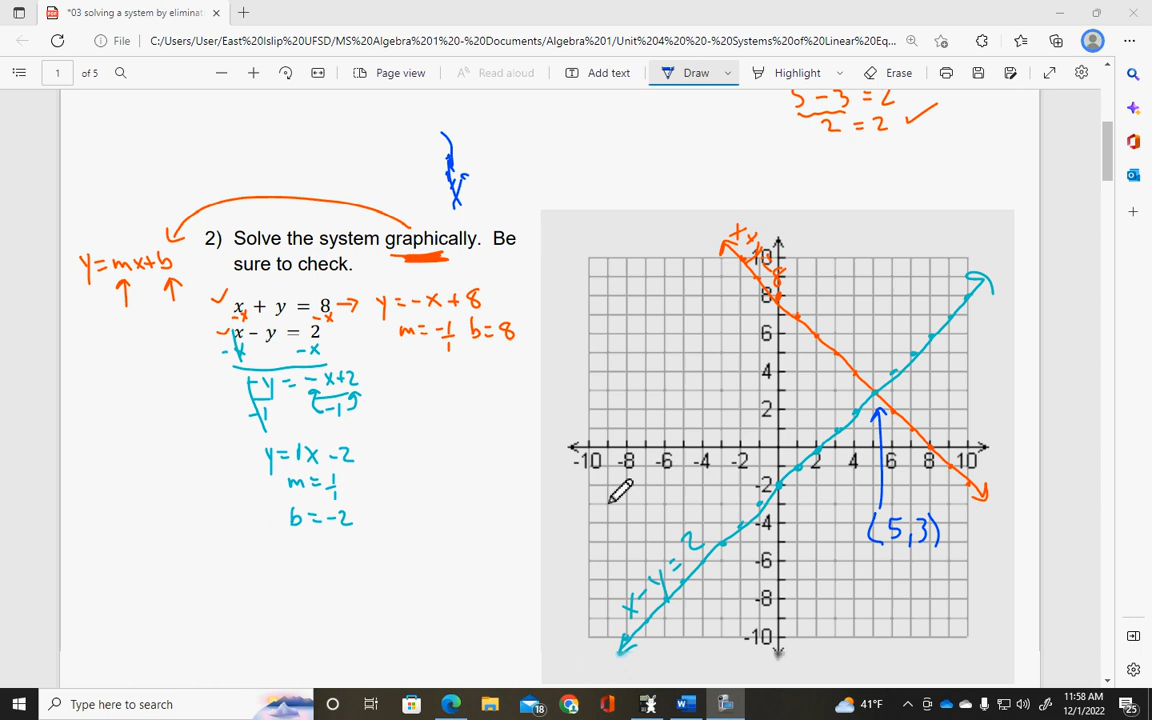 *03 solving a system by eliminat
File C:/Users/User/East%20Islip%20UFSD/MS%20Algebra%201%20-%20Documents/Algebra%201/Unit%204%20%20-%20Systems%20of%20Linear%20Eq...
1 of 5 Page view Read aloud Add text Draw Highlight Erase
5 - 3 = 2
2 = 2 ✓
2) Solve the system graphically. Be
sure to check.
y = mx + b
✓ x + y = 8 → y = -x + 8
-x -x
m = -1/1 b = 8
✓ x - y = 2
-x -x
-y = -x+2
-1 -1
y = 1x - 2
m = 1/1
b = -2
10
8
6
4
2
-10 -8 -6 -4 -2 2 4 6 8 10
-2
-4
-6
-8
-10
x - y = 2
(5,3)
Type here to search
18
41°F
11:58 AM
12/1/2022
25